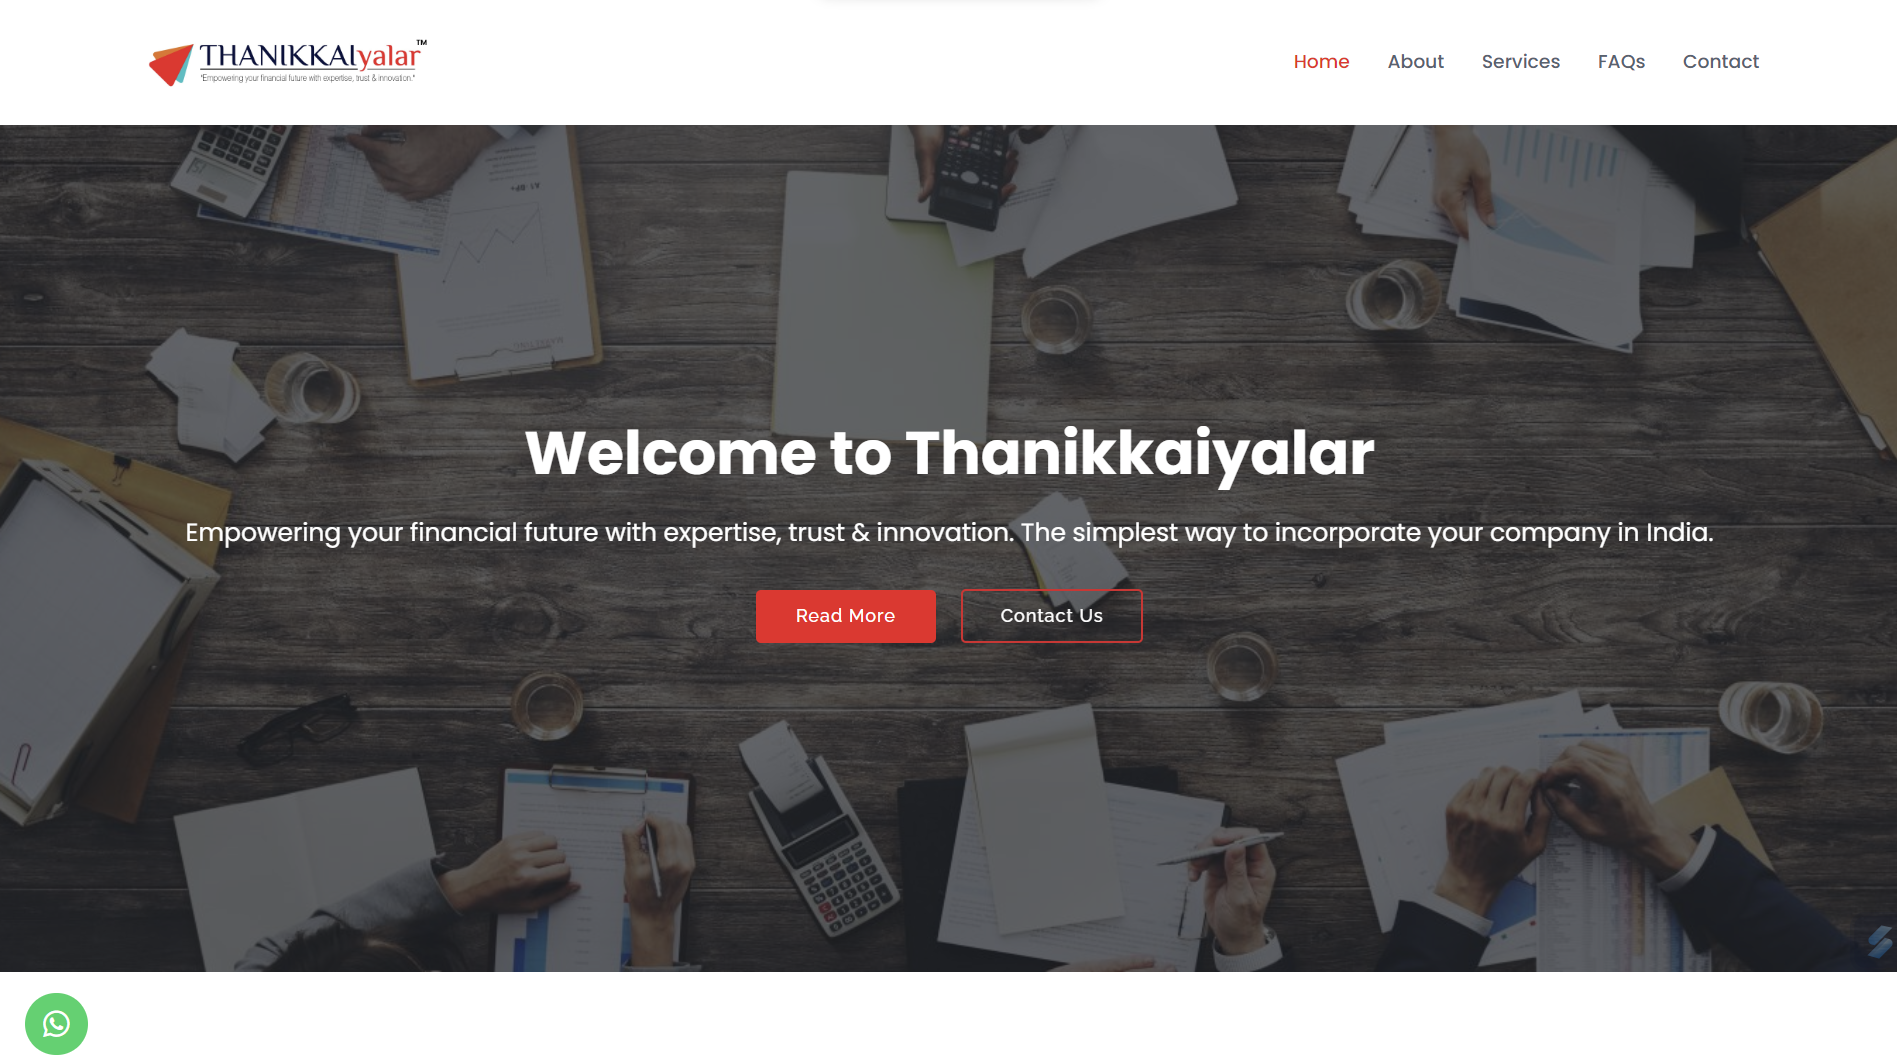 THANIKKAIyalar™
"Empowering your financial future with expertise, trust & innovation."
Home
About
Services
FAQs
Contact
Welcome to Thanikkaiyalar
Empowering your financial future with expertise, trust & innovation. The simplest way to incorporate your company in India.
Read More
Contact Us